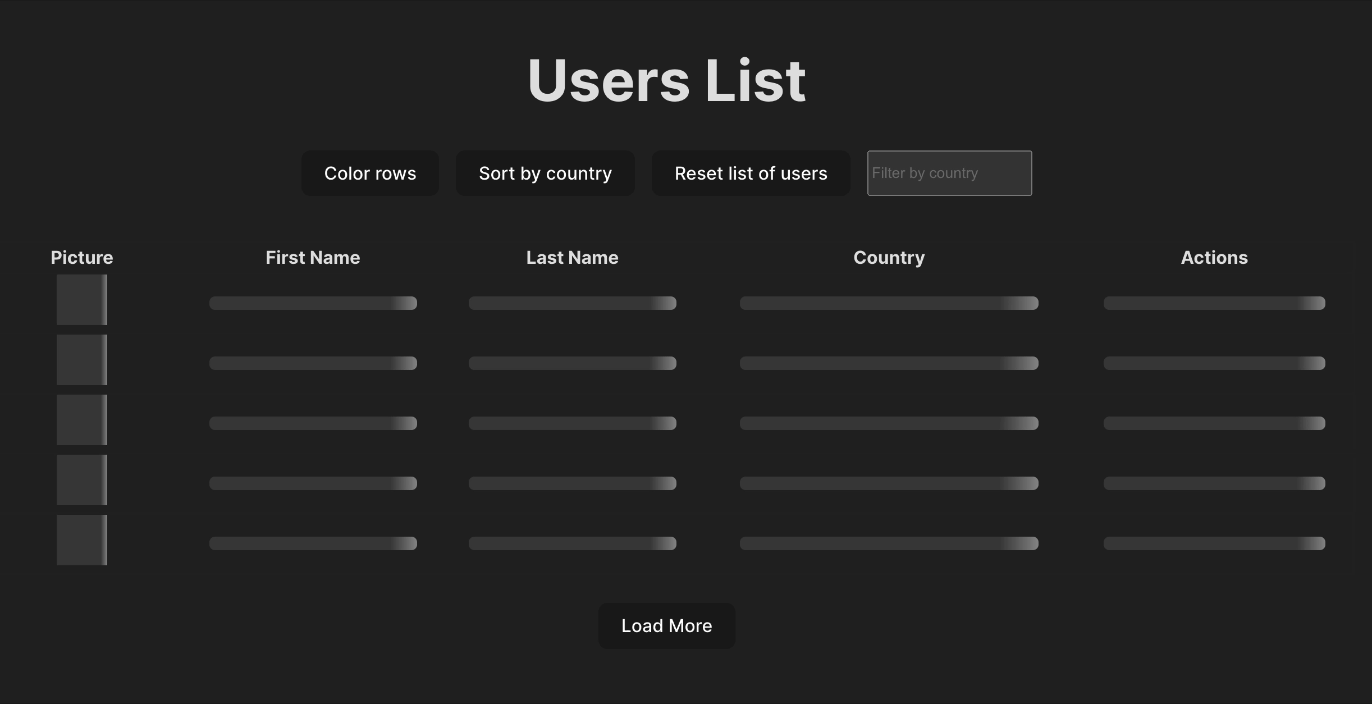 Users List
Color rows Sort by country Reset list of users Filter by country
Picture First Name Last Name Country Actions
Load More